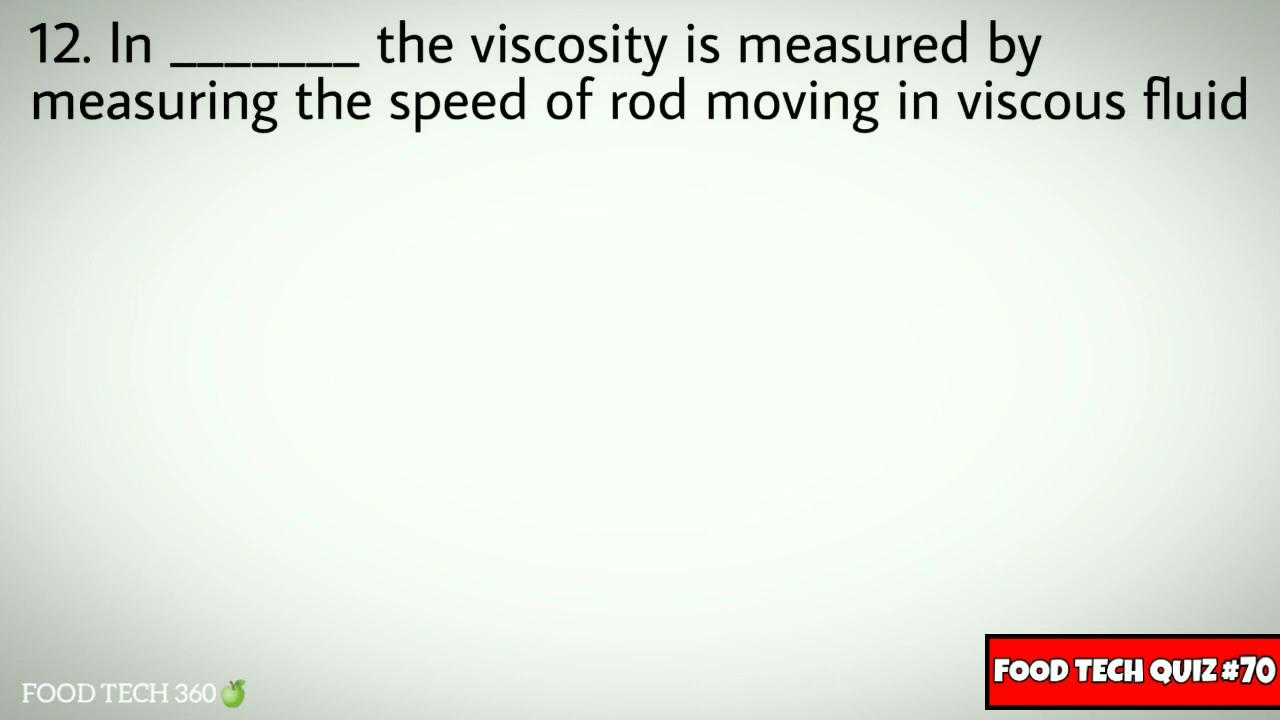 12. In _______ the viscosity is measured by
measuring the speed of rod moving in viscous fluid
FOOD TECH 360
FOOD TECH QUIZ #70